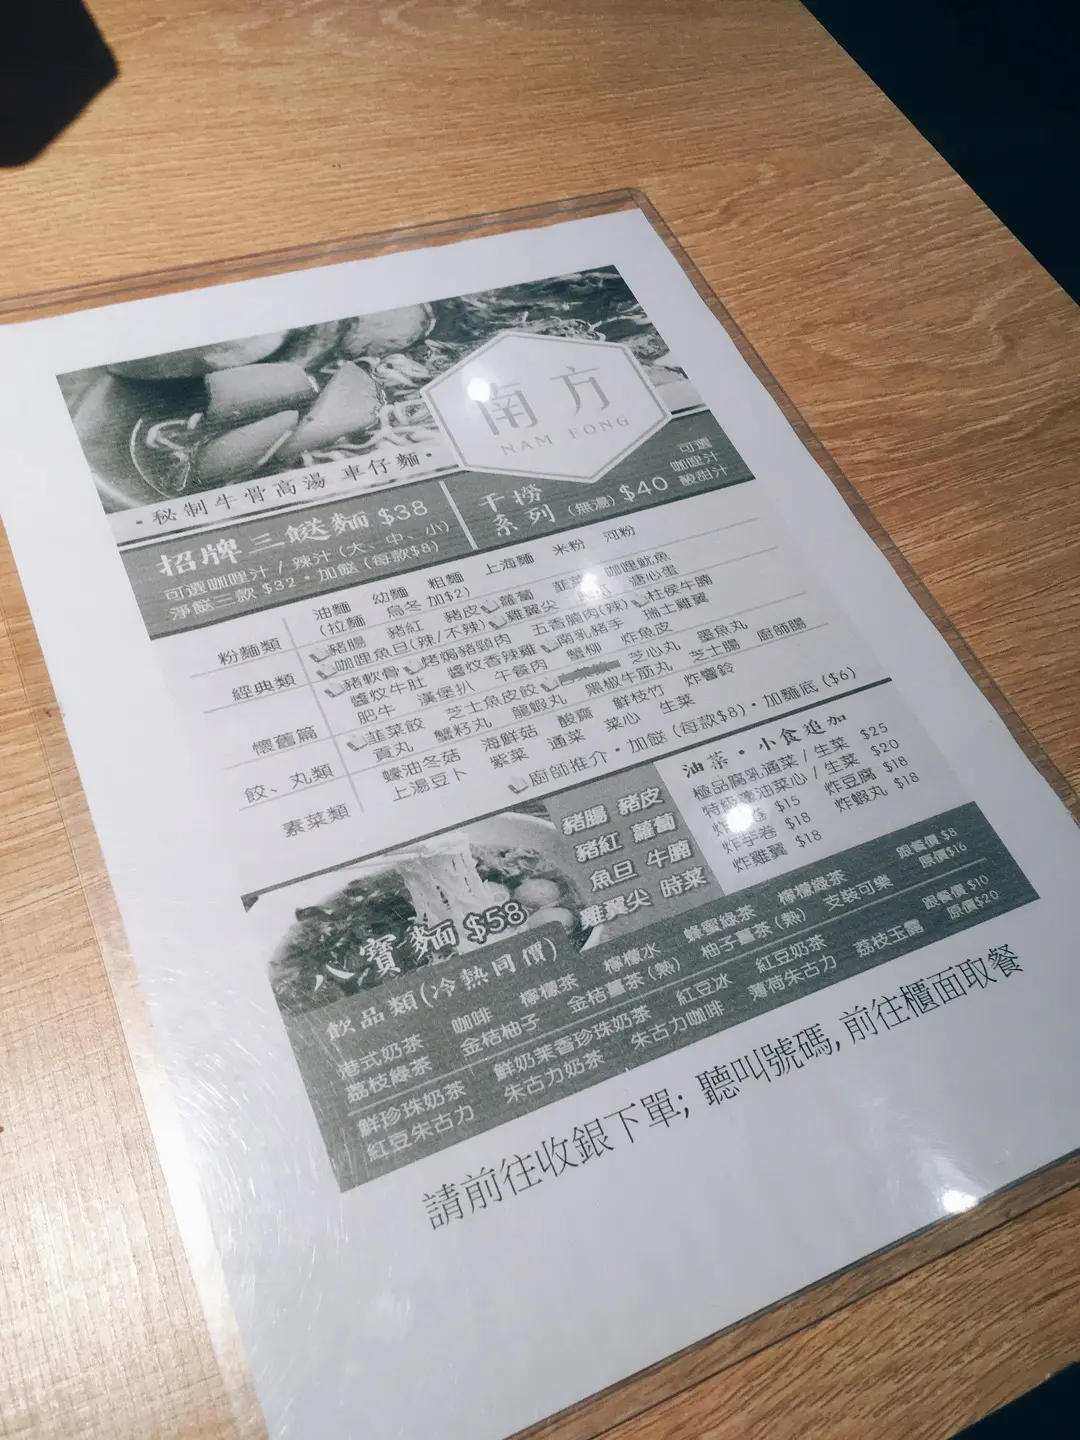 南方
NAM FONG
·秘制牛骨高湯 車仔麵·
招牌三餸麵 $38
可選咖哩汁 / 辣汁 (大、中、小)
淨餸三款 $32·加餸 (每款$8)
干撈
系列 (無湯) $40
可選
咖哩汁
酸甜汁
粉麵類
油麵 幼麵 粗麵 上海麵 米粉 河粉
(拉麵 烏冬 加$2)
經典類
豬腸 豬紅 豬皮 蘿蔔 韮菜 咖哩魷魚
咖哩魚旦(辣/不辣) 雞翼尖 溏心蛋
豬軟骨 烤焗豬頸肉 五香腩肉(辣) 柱侯牛腩
懷舊篇
醬炆牛肚 醬炆香辣雞 南乳豬手 瑞士雞翼
肥牛 漢堡扒 午餐肉 蟹柳 炸魚皮
餃、丸類
韮菜餃 芝士魚皮餃 芝心丸 墨魚丸
貢丸 蟹籽丸 龍蝦丸 黑椒牛筋丸 芝士腸 廚師腸
素菜類
蠔油冬菇 海鮮菇 酸齋 鮮枝竹 炸響鈴
上湯豆卜 紫菜 通菜 菜心 生菜
廚師推介·加餸 (每款$8)·加麵底 ($6)
八寶麵 $58
豬腸 豬皮
豬紅 蘿蔔
魚旦 牛腩
雞翼尖 時菜
油菜·小食追加
極品腐乳通菜 / 生菜 $25
特級蠔油菜心 / 生菜 $20
$15 炸豆腐 $18
炸芋卷 $18 炸蝦丸 $18
炸雞翼 $18
飲品類(冷熱同價)
跟餐價 $8
原價$16
港式奶茶 咖啡 檸檬茶 檸檬水 蜂蜜綠茶 檸檬綠茶
荔枝綠茶 金桔柚子 金桔薑茶(熱) 柚子薑茶(熱) 支裝可樂
跟餐價 $10
原價$20
鮮珍珠奶茶 鮮奶茉香珍珠奶茶 紅豆冰 紅豆奶茶 荔枝玉露
紅豆朱古力 朱古力奶茶 朱古力咖啡 薄荷朱古力
請前往收銀下單; 聽叫號碼, 前往櫃面取餐